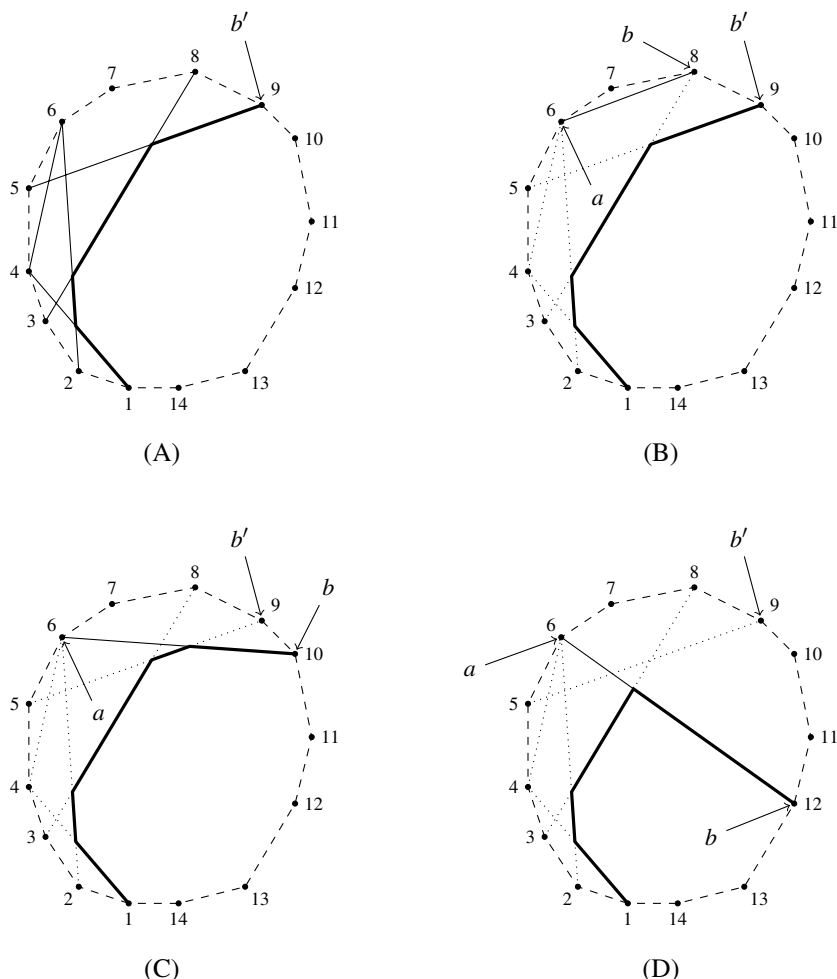 b′ b b′
8 8
7 7
9 9
6 6
10 10
a
5 5
11 11
4 4
12 12
3 3
2 13 2 13
1 14 1 14
(A) (B)
b′ b′
8 b 8
7 9 7 9
6 6
10 10
a a
5 5
11 11
4 4
12 12
3 b 3
2 13 2 13
1 14 1 14
(C) (D)